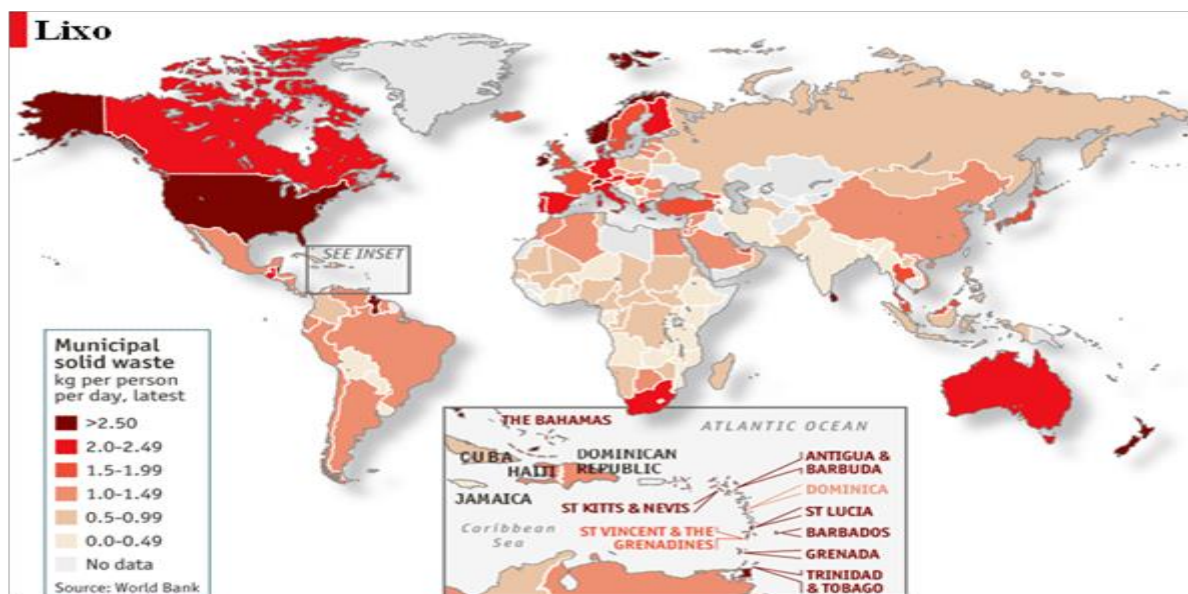 Lixo
SEE INSET
Municipal
solid waste
kg per person
per day, latest
>2.50
2.0-2.49
1.5-1.99
1.0-1.49
0.5-0.99
0.0-0.49
No data
Source: World Bank
THE BAHAMAS
ATLANTIC OCEAN
CUBA
HAIJI
DOMINICAN
REPUBLIC
JAMAICA
ANTIGUA &
BARBUDA
ST KITTS & NEVIS
DOMINICA
Caribbean
Sea
ST VINCENT & THE
GRENADINES
ST LUCIA
BARBADOS
GRENADA
TRINIDAD
& TOBAGO